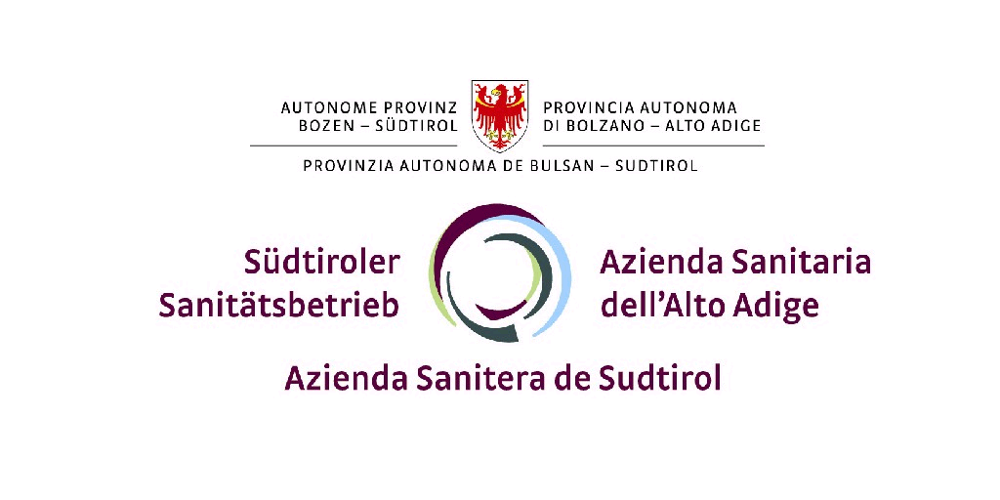 AUTONOME PROVINZ
BOZEN – SÜDTIROL
PROVINCIA AUTONOMA
DI BOLZANO – ALTO ADIGE
PROVINZIA AUTONOMA DE BULSAN – SUDTIROL
Südtiroler
Sanitätsbetrieb
Azienda Sanitaria
dell’Alto Adige
Azienda Sanitera de Sudtirol